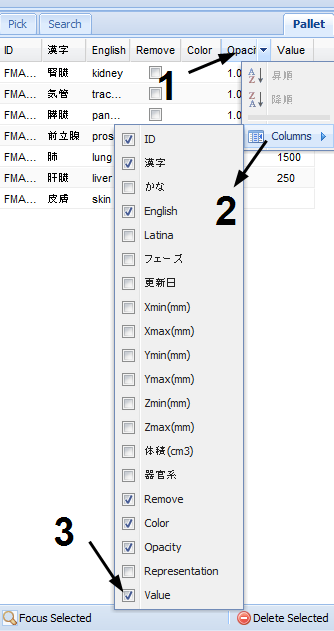 Pick Search Pallet
ID 漢字 English Remove Color Opaci Value
FMA... 腎臓 kidney 1.0
1
昇順
FMA... 気管 trac... 1.0
降順
FMA... 膵臓 pan...
FMA... 前立腺 pros
Columns
FMA... 肺 lung 1500
FMA... 肝臓 liver 250
FMA... 皮膚 skin
2
ID
漢字
かな
English
Latina
フェーズ
更新日
Xmin(mm)
Xmax(mm)
Ymin(mm)
Ymax(mm)
Zmin(mm)
Zmax(mm)
体積(cm3)
器官系
Remove
Color
3
Opacity
Representation
Value
Focus Selected Delete Selected